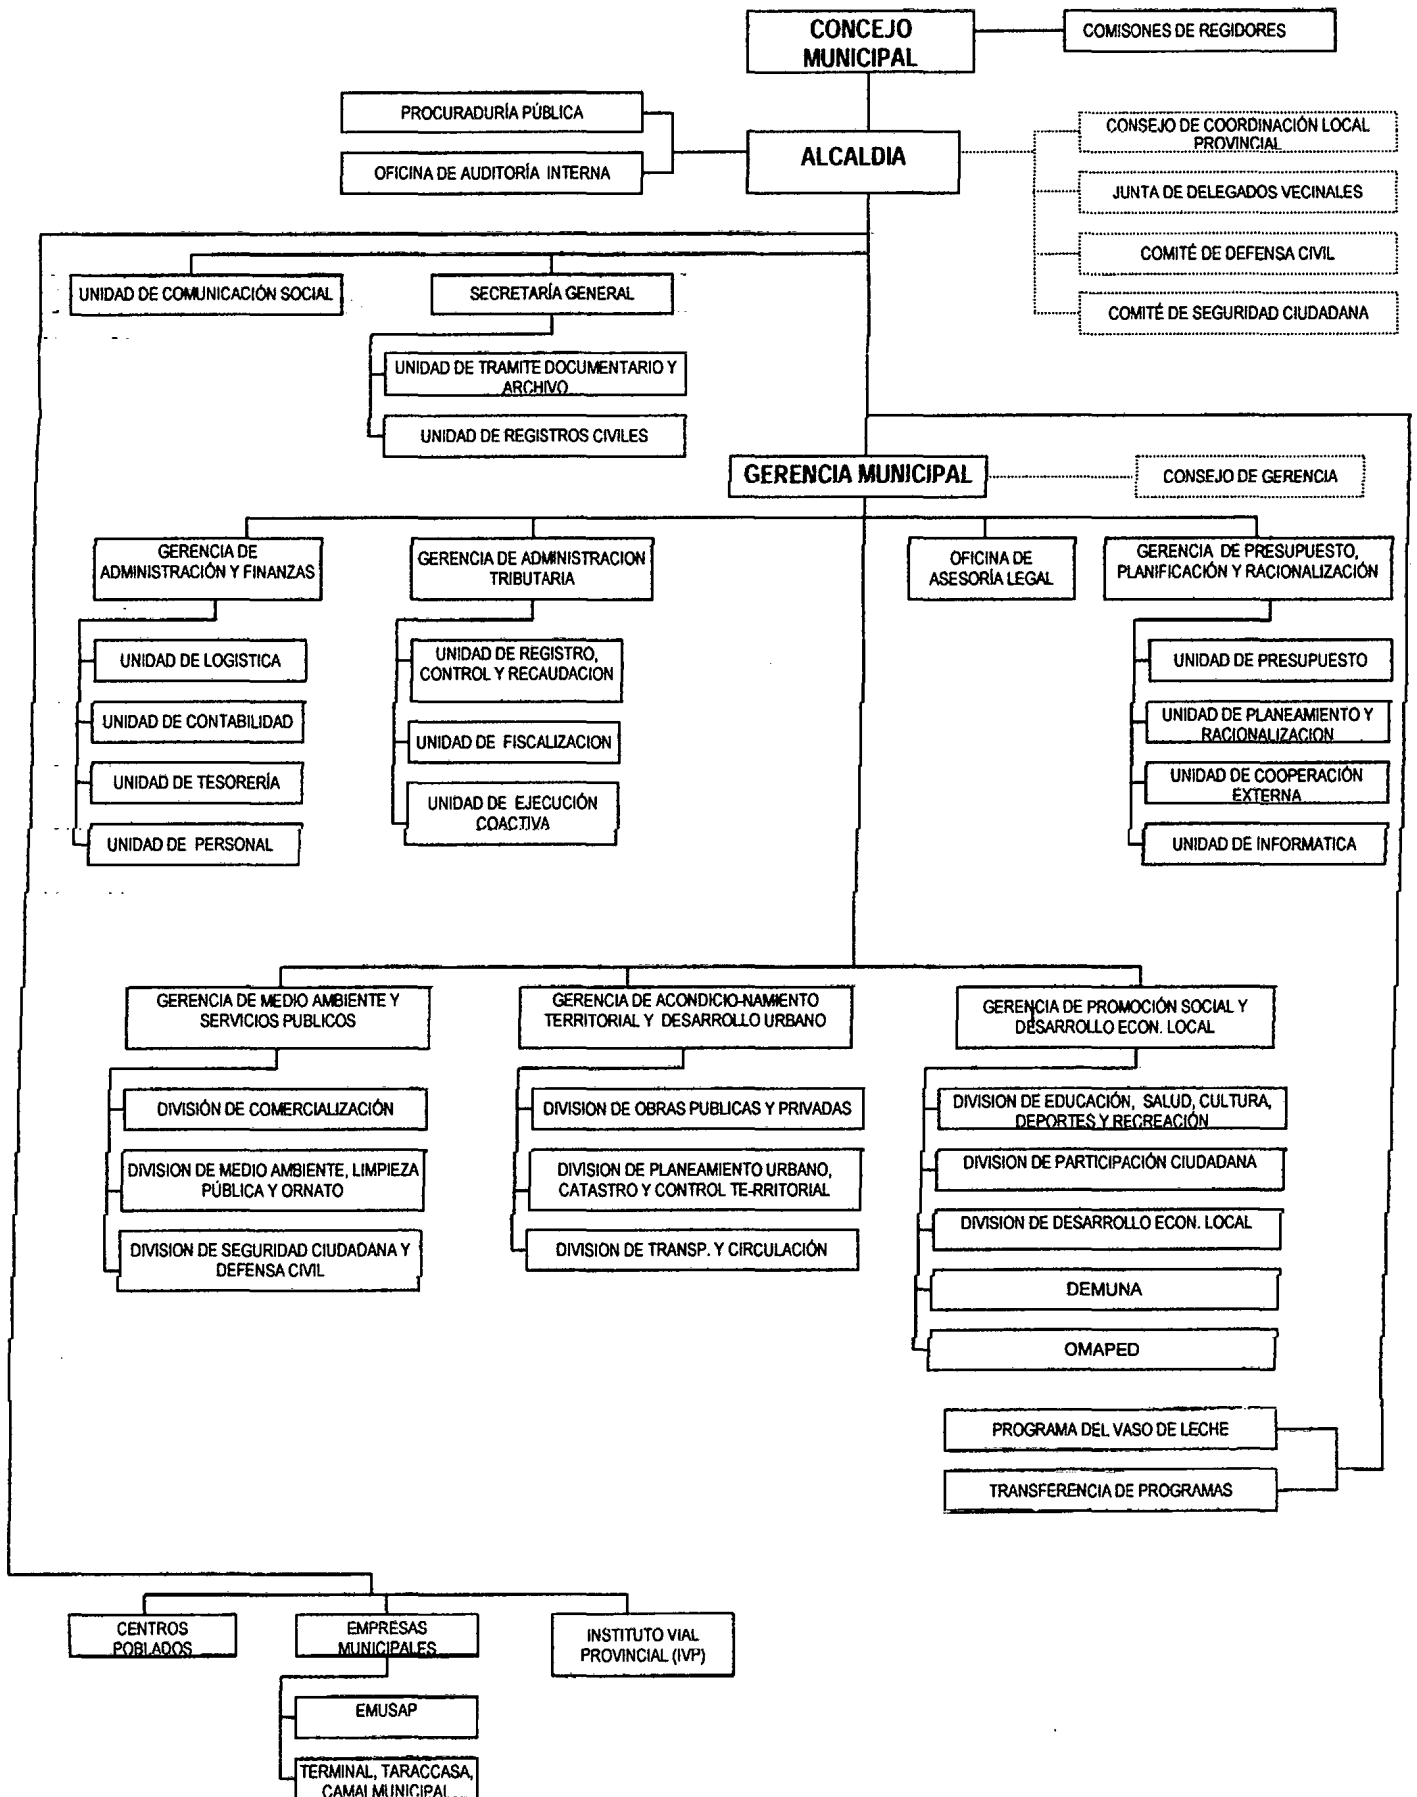 CONCEJO
MUNICIPAL
COMISONES DE REGIDORES
PROCURADURÍA PÚBLICA
OFICINA DE AUDITORÍA INTERNA
ALCALDIA
CONSEJO DE COORDINACIÓN LOCAL
PROVINCIAL
JUNTA DE DELEGADOS VECINALES
COMITÉ DE DEFENSA CIVIL
COMITÉ DE SEGURIDAD CIUDADANA
UNIDAD DE COMUNICACIÓN SOCIAL
SECRETARÍA GENERAL
UNIDAD DE TRAMITE DOCUMENTARIO Y
ARCHIVO
UNIDAD DE REGISTROS CIVILES
GERENCIA MUNICIPAL
CONSEJO DE GERENCIA
GERENCIA DE
ADMINISTRACIÓN Y FINANZAS
UNIDAD DE LOGISTICA
UNIDAD DE CONTABILIDAD
UNIDAD DE TESORERÍA
UNIDAD DE PERSONAL
GERENCIA DE ADMINISTRACION
TRIBUTARIA
UNIDAD DE REGISTRO,
CONTROL Y RECAUDACION
UNIDAD DE FISCALIZACION
UNIDAD DE EJECUCIÓN
COACTIVA
OFICINA DE
ASESORÍA LEGAL
GERENCIA DE PRESUPUESTO,
PLANIFICACIÓN Y RACIONALIZACIÓN
UNIDAD DE PRESUPUESTO
UNIDAD DE PLANEAMIENTO Y
RACIONALIZACION
UNIDAD DE COOPERACIÓN
EXTERNA
UNIDAD DE INFORMATICA
GERENCIA DE MEDIO AMBIENTE Y
SERVICIOS PUBLICOS
DIVISIÓN DE COMERCIALIZACIÓN
DIVISION DE MEDIO AMBIENTE, LIMPIEZA
PÚBLICA Y ORNATO
DIVISION DE SEGURIDAD CIUDADANA Y
DEFENSA CIVIL
GERENCIA DE ACONDICIO-NAMIENTO
TERRITORIAL Y DESARROLLO URBANO
DIVISION DE OBRAS PUBLICAS Y PRIVADAS
DIVISION DE PLANEAMIENTO URBANO,
CATASTRO Y CONTROL TE-RRITORIAL
DIVISION DE TRANSP. Y CIRCULACIÓN
GERENCIA DE PROMOCIÓN SOCIAL Y
DESARROLLO ECON. LOCAL
DIVISION DE EDUCACIÓN, SALUD, CULTURA,
DEPORTES Y RECREACIÓN
DIVISION DE PARTICIPACIÓN CIUDADANA
DIVISION DE DESARROLLO ECON. LOCAL
DEMUNA
OMAPED
PROGRAMA DEL VASO DE LECHE
TRANSFERENCIA DE PROGRAMAS
CENTROS
POBLADOS
EMPRESAS
MUNICIPALES
INSTITUTO VIAL
PROVINCIAL (IVP)
EMUSAP
TERMINAL, TARACCASA,
CAMAL MUNICIPAL